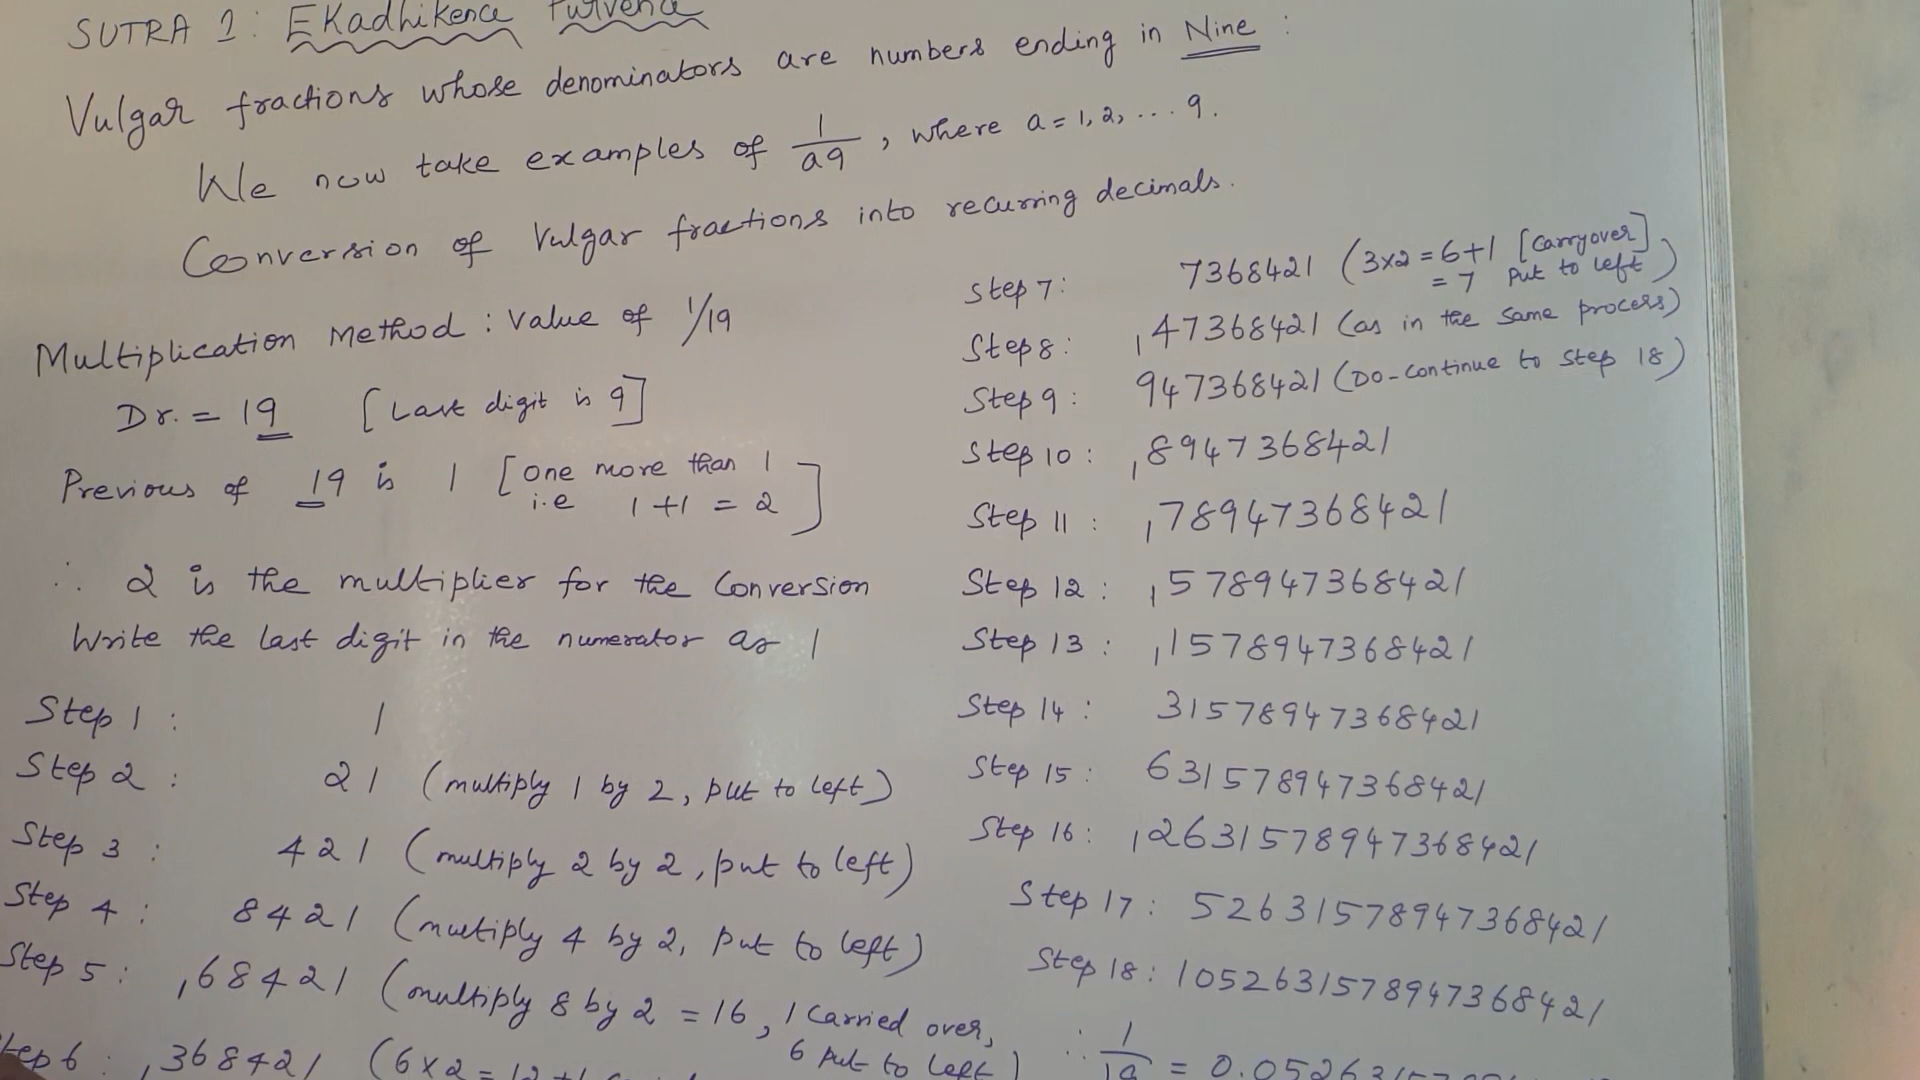 SUTRA 1: Ekadhikena Purvena
Vulgar fractions whose denominators are numbers ending in Nine :
We now take examples of 1/a9 , where a = 1, 2, ... 9.
Conversion of Vulgar fractions into recurring decimals.
Multiplication Method : Value of 1/19
Dr. = 19 [Last digit is 9]
Previous of 19 is 1 [one more than 1
i.e 1+1 = 2]
∴ 2 is the multiplier for the Conversion
Write the last digit in the numerator as 1
Step 1 : 1
Step 2 : 21 (multiply 1 by 2, put to left)
Step 3 : 421 (multiply 2 by 2, put to left)
Step 4 : 8421 (multiply 4 by 2, put to left)
Step 5 : ,68421 (multiply 8 by 2 = 16, 1 carried over,
6 put to left)
Step 6 : ,368421 (6x2 = 12 +1
Step 7: 7368421 (3x2 = 6+1 [Carryover]
= 7 put to left)
Step 8: ,47368421 (as in the same process)
Step 9 : 947368421 (Do-continue to step 18)
Step 10 : ,8947368421
Step 11 : ,78947368421
Step 12 : ,578947368421
Step 13 : ,1578947368421
Step 14 : 31578947368421
Step 15 : 631578947368421
Step 16 : ,2631578947368421
Step 17 : 52631578947368421
Step 18 : 1052631578947368421
∴ 1/19 = 0.0526315789